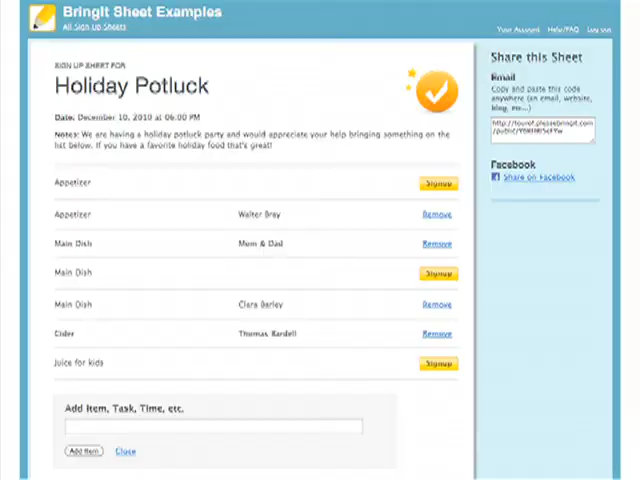 BringIt Sheet Examples
All Sign Up Sheets
Your Account Help/FAQ Log out
SIGN UP SHEET FOR
Holiday Potluck
Date. December 10, 2010 at 06:00 PM
Notes: We are having a holiday potluck party and would appreciate your help bringing something on the
list below. If you have a favorite holiday food that's great!
Appetizer Signup
Appetizer Walter Bray Remove
Main Dish Mom & Dad Remove
Main Dish Signup
Main Dish Clara Barley Remove
Cider Thomas Kardell Remove
Juice for kids Signup
Add Item, Task, Time, etc.
Add Item Close
Share this Sheet
Email
Copy and paste this code
anywhere (an email, website,
blog, etc...)
Facebook
Share on Facebook